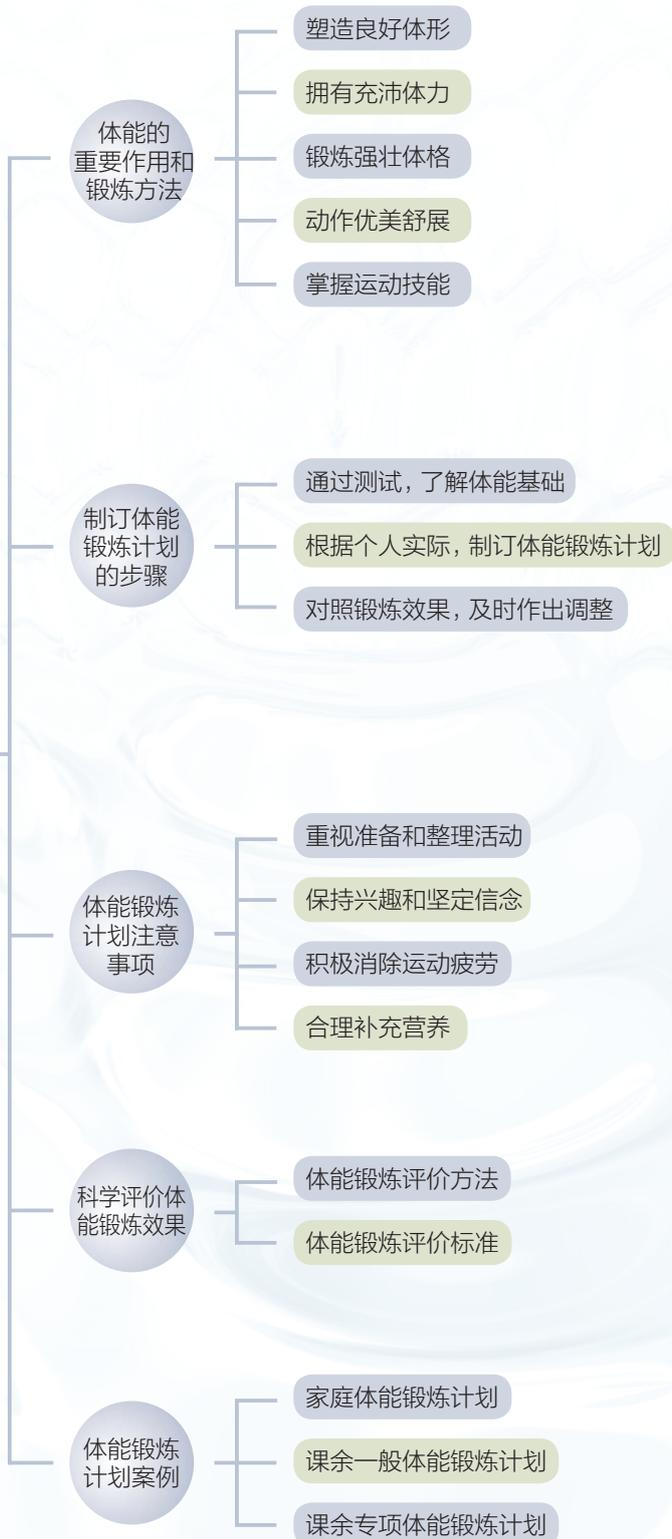 体能的
重要作用和
锻炼方法
塑造良好体形
拥有充沛体力
锻炼强壮体格
动作优美舒展
掌握运动技能
制订体能
锻炼计划
的步骤
通过测试，了解体能基础
根据个人实际，制订体能锻炼计划
对照锻炼效果，及时作出调整
体能锻炼
计划注意
事项
重视准备和整理活动
保持兴趣和坚定信念
积极消除运动疲劳
合理补充营养
科学评价体
能锻炼效果
体能锻炼评价方法
体能锻炼评价标准
体能锻炼
计划案例
家庭体能锻炼计划
课余一般体能锻炼计划
课余专项体能锻炼计划